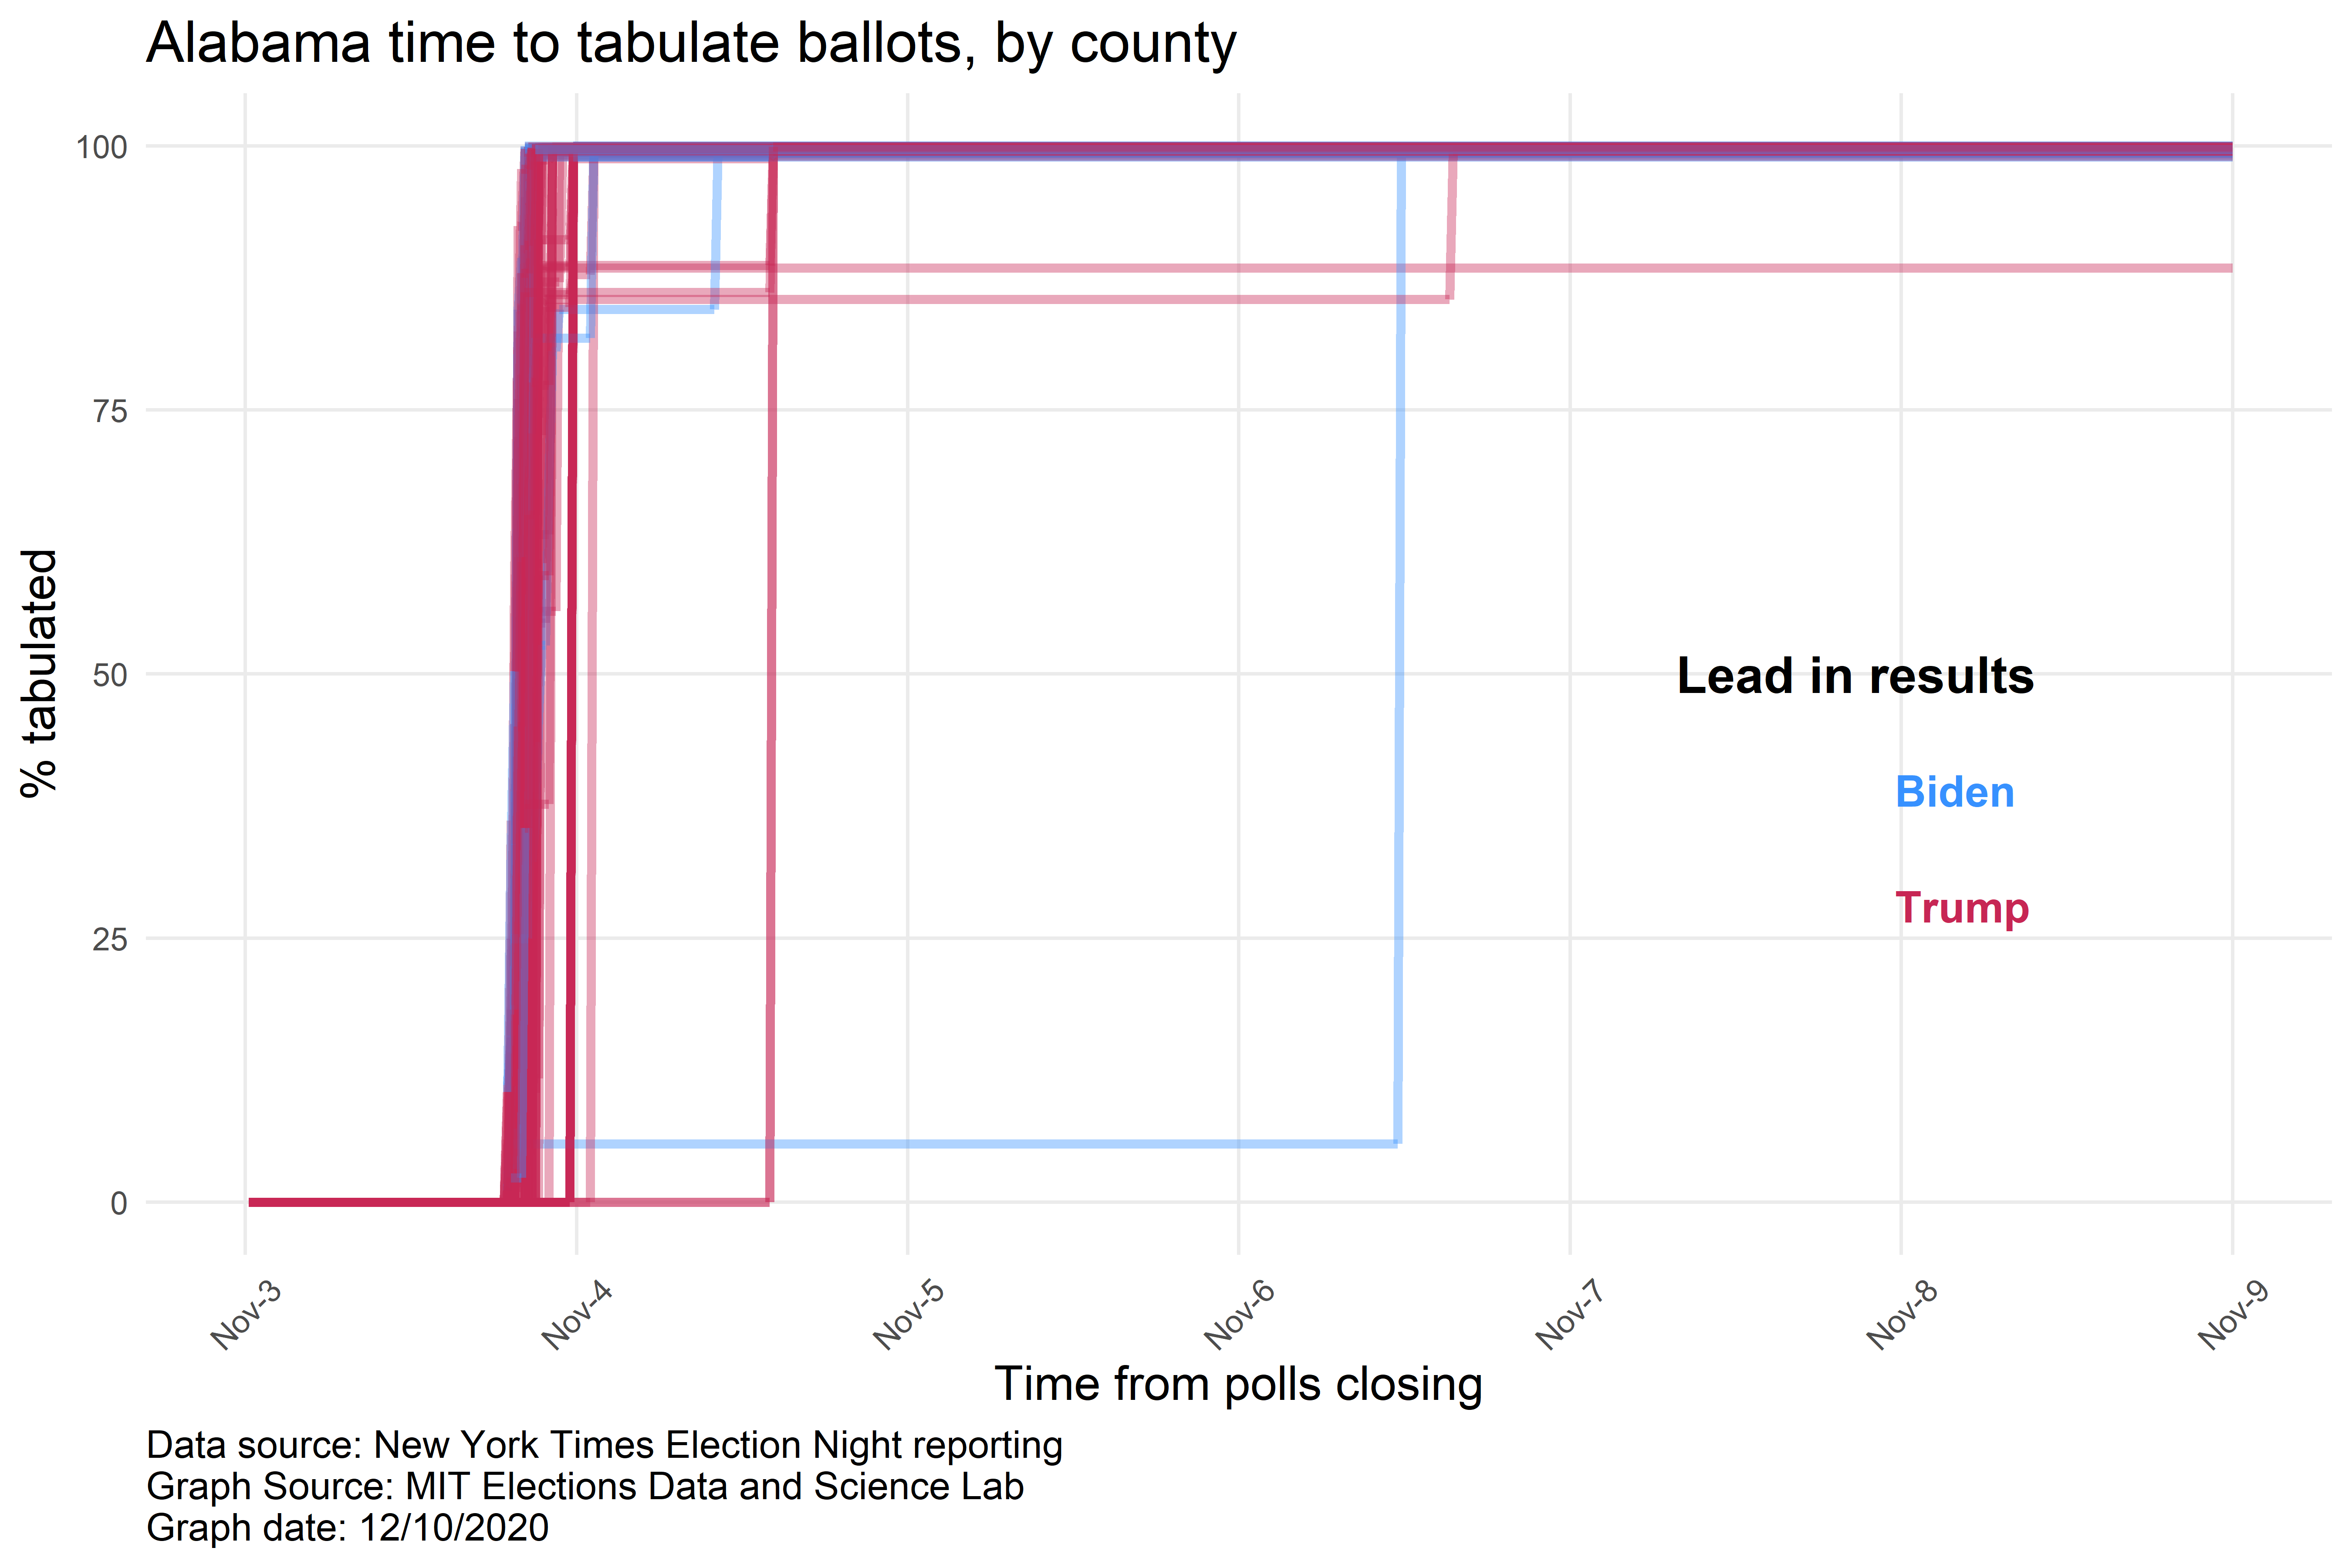 Alabama time to tabulate ballots, by county
% tabulated
100
75
50
25
0
Lead in results
Biden
Trump
Nov-3
Nov-4
Nov-5
Nov-6
Nov-7
Nov-8
Nov-9
Time from polls closing
Data source: New York Times Election Night reporting
Graph Source: MIT Elections Data and Science Lab
Graph date: 12/10/2020